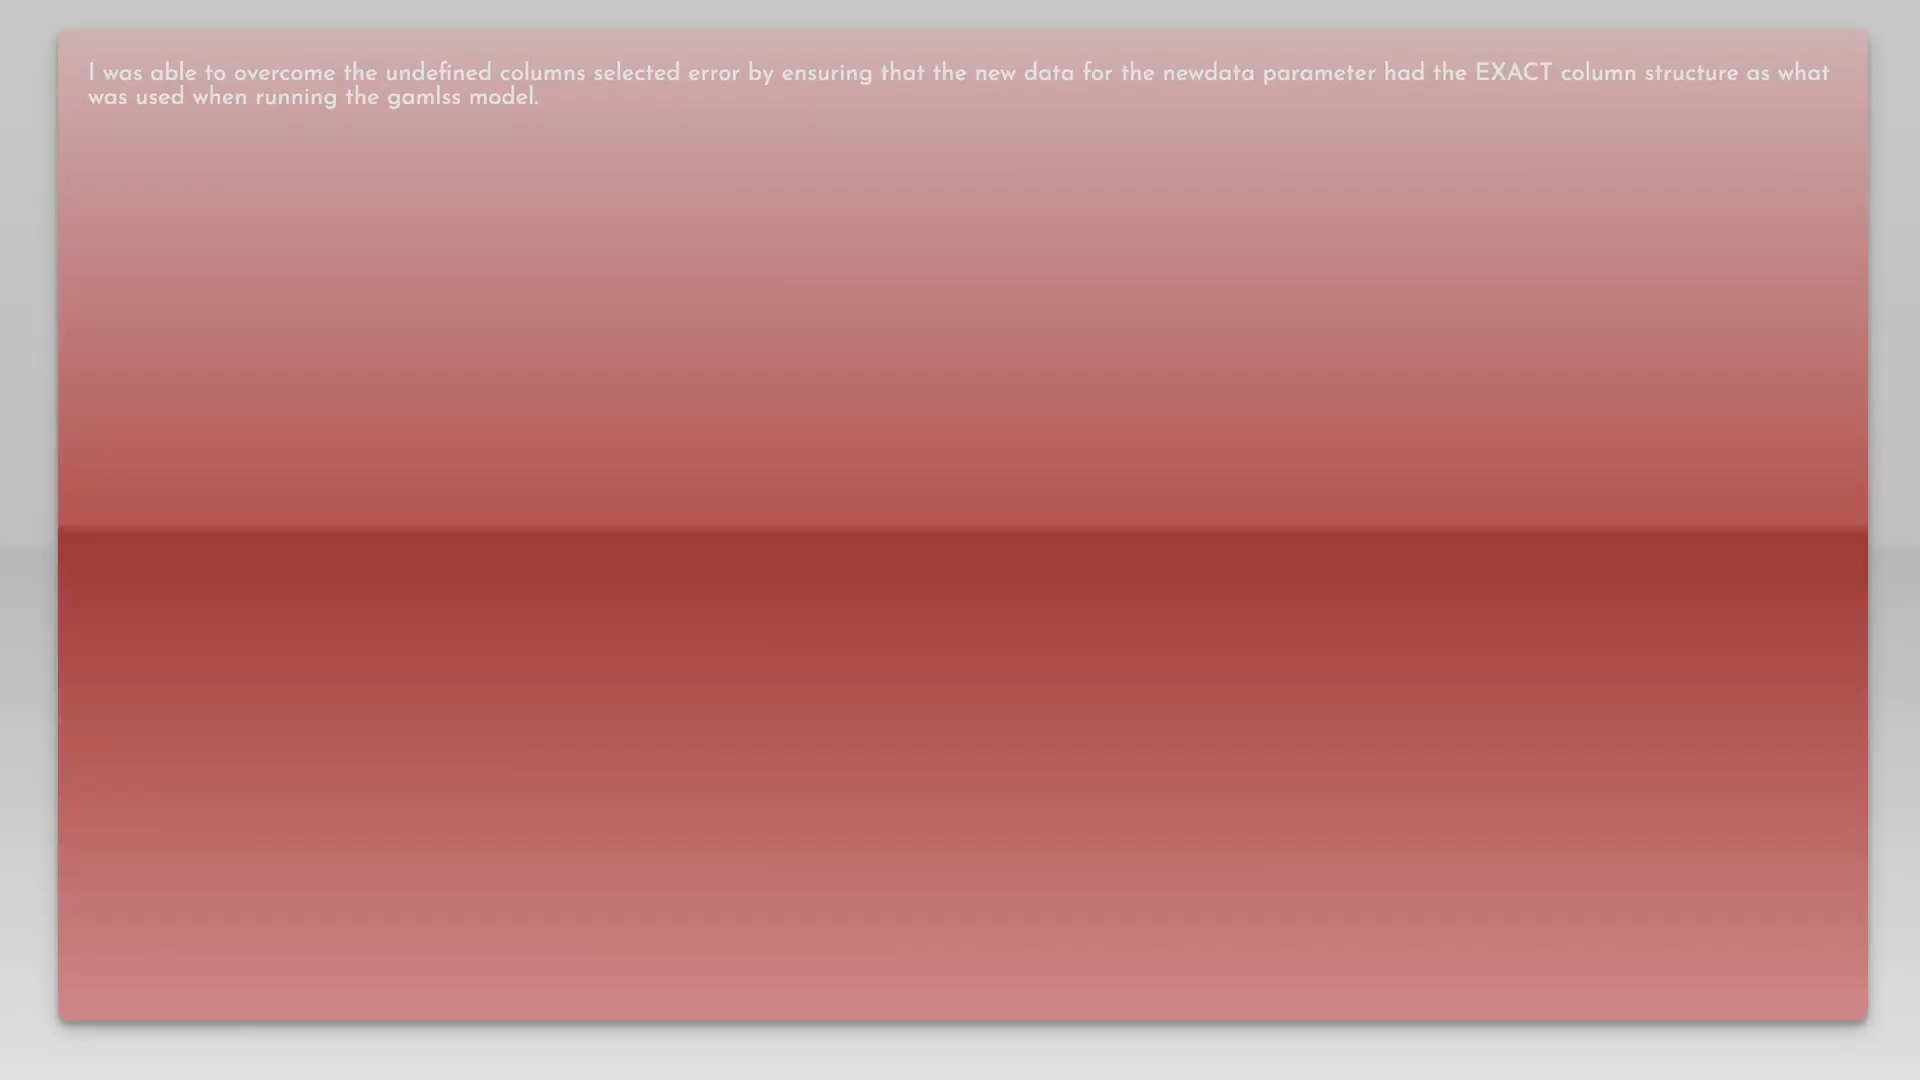 I was able to overcome the undefined columns selected error by ensuring that the new data for the newdata parameter had the EXACT column structure as what
was used when running the gamlss model.